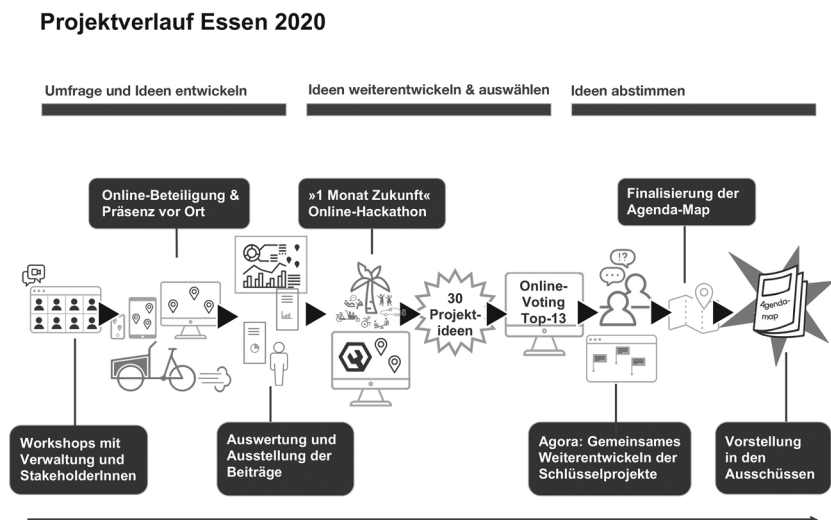 Projektverlauf Essen 2020
Umfrage und Ideen entwickeln
Ideen weiterentwickeln & auswählen
Ideen abstimmen
Online-Beteiligung &
Präsenz vor Ort
»1 Monat Zukunft«
Online-Hackathon
Finalisierung der
Agenda-Map
!?
30
Projekt-
ideen
Online-
Voting
Top-13
Agenda-
map
Workshops mit
Verwaltung und
StakeholderInnen
Auswertung und
Ausstellung der
Beiträge
Agora: Gemeinsames
Weiterentwickeln der
Schlüsselprojekte
Vorstellung
in den
Ausschüssen